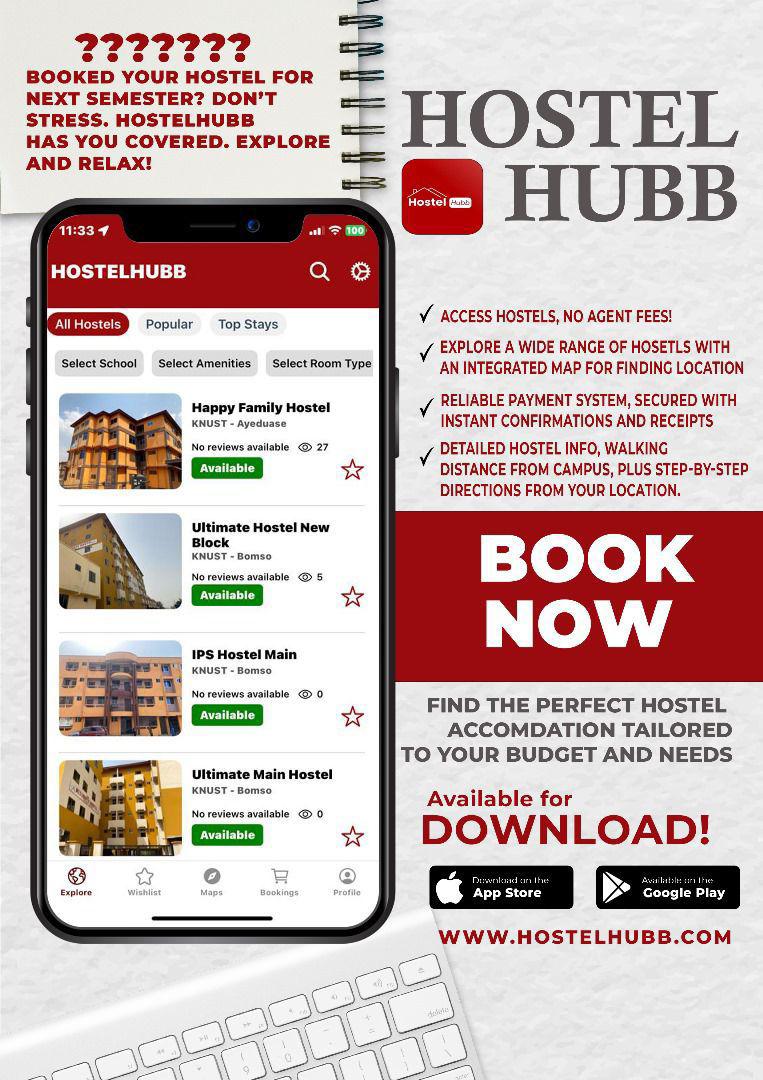 ???????
BOOKED YOUR HOSTEL FOR
NEXT SEMESTER? DON'T
STRESS. HOSTELHUBB
HAS YOU COVERED. EXPLORE
AND RELAX!
HOSTEL
HUBB
Hostel Hubb
11:33
100
HOSTELHUBB
All Hostels
Popular
Top Stays
Select School
Select Amenities
Select Room Type
Happy Family Hostel
KNUST - Ayeduase
No reviews available 27
Available
Ultimate Hostel New
Block
KNUST - Bomso
No reviews available 5
Available
IPS Hostel Main
KNUST - Bomso
No reviews available 0
Available
Ultimate Main Hostel
KNUST - Bomso
No reviews available 0
Available
Explore
Wishlist
Maps
Bookings
Profile
ACCESS HOSTELS, NO AGENT FEES!
EXPLORE A WIDE RANGE OF HOSETLS WITH
AN INTEGRATED MAP FOR FINDING LOCATION
RELIABLE PAYMENT SYSTEM, SECURED WITH
INSTANT CONFIRMATIONS AND RECEIPTS
DETAILED HOSTEL INFO, WALKING
DISTANCE FROM CAMPUS, PLUS STEP-BY-STEP
DIRECTIONS FROM YOUR LOCATION.
BOOK
NOW
FIND THE PERFECT HOSTEL
ACCOMDATION TAILORED
TO YOUR BUDGET AND NEEDS
Available for
DOWNLOAD!
Download on the
App Store
Available on the
Google Play
WWW.HOSTELHUBB.COM
delete